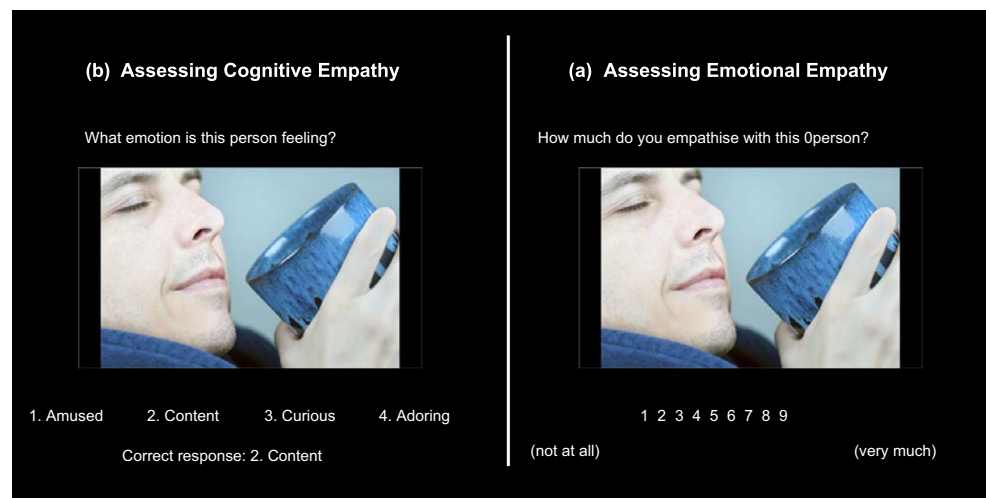 (b) Assessing Cognitive Empathy
What emotion is this person feeling?
1. Amused 2. Content 3. Curious 4. Adoring
Correct response: 2. Content
(a) Assessing Emotional Empathy
How much do you empathise with this 0person?
1 2 3 4 5 6 7 8 9
(not at all) (very much)